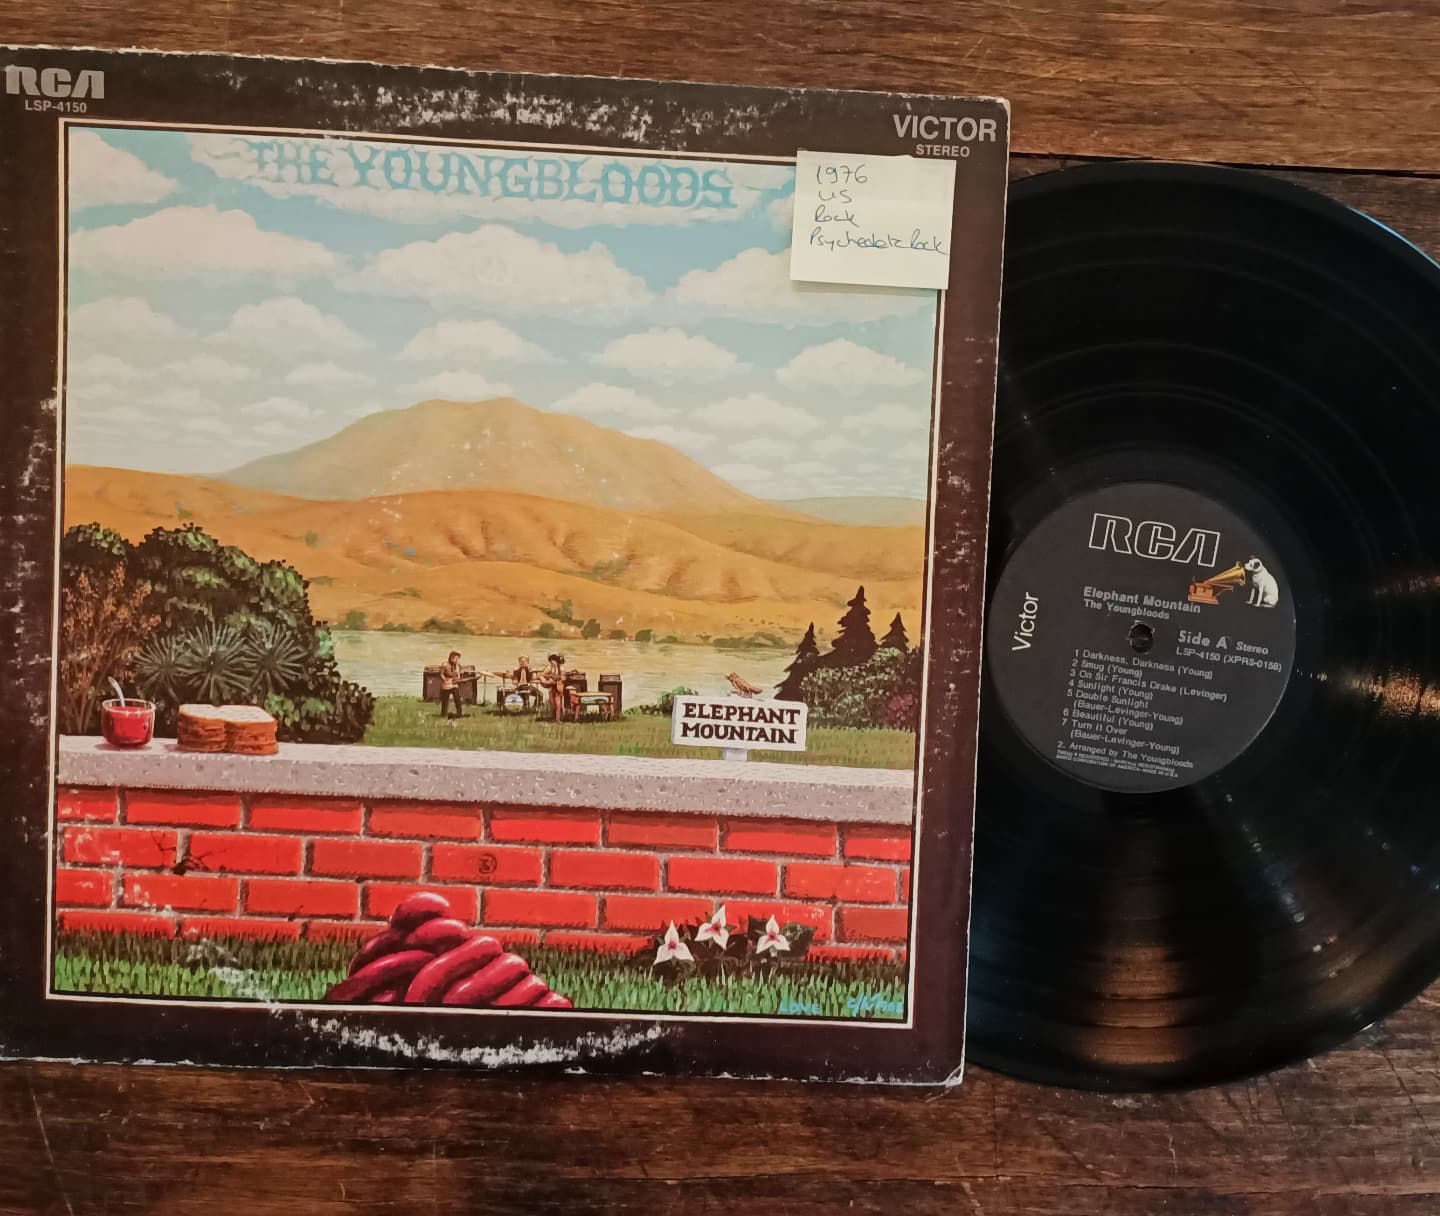 RCA
LSP-4150
VICTOR
STEREO
THE YOUNGBLOODS
1976
US
Rock
Psychedelic Rock
ELEPHANT
MOUNTAIN
LOVE
RCA
Victor
Elephant Mountain
The Youngbloods
Side A Stereo
LSP-4150 (XPRS-0158)
1 Darkness, Darkness (Young)
2 Smug (Young)
3 On Sir Francis Drake (Levinger)
4 Sunlight (Young)
5 Double Sunlight
(Bauer-Levinger-Young)
6 Beautiful (Young)
7 Turn It Over
(Bauer-Levinger-Young)
2. Arranged by The Youngbloods